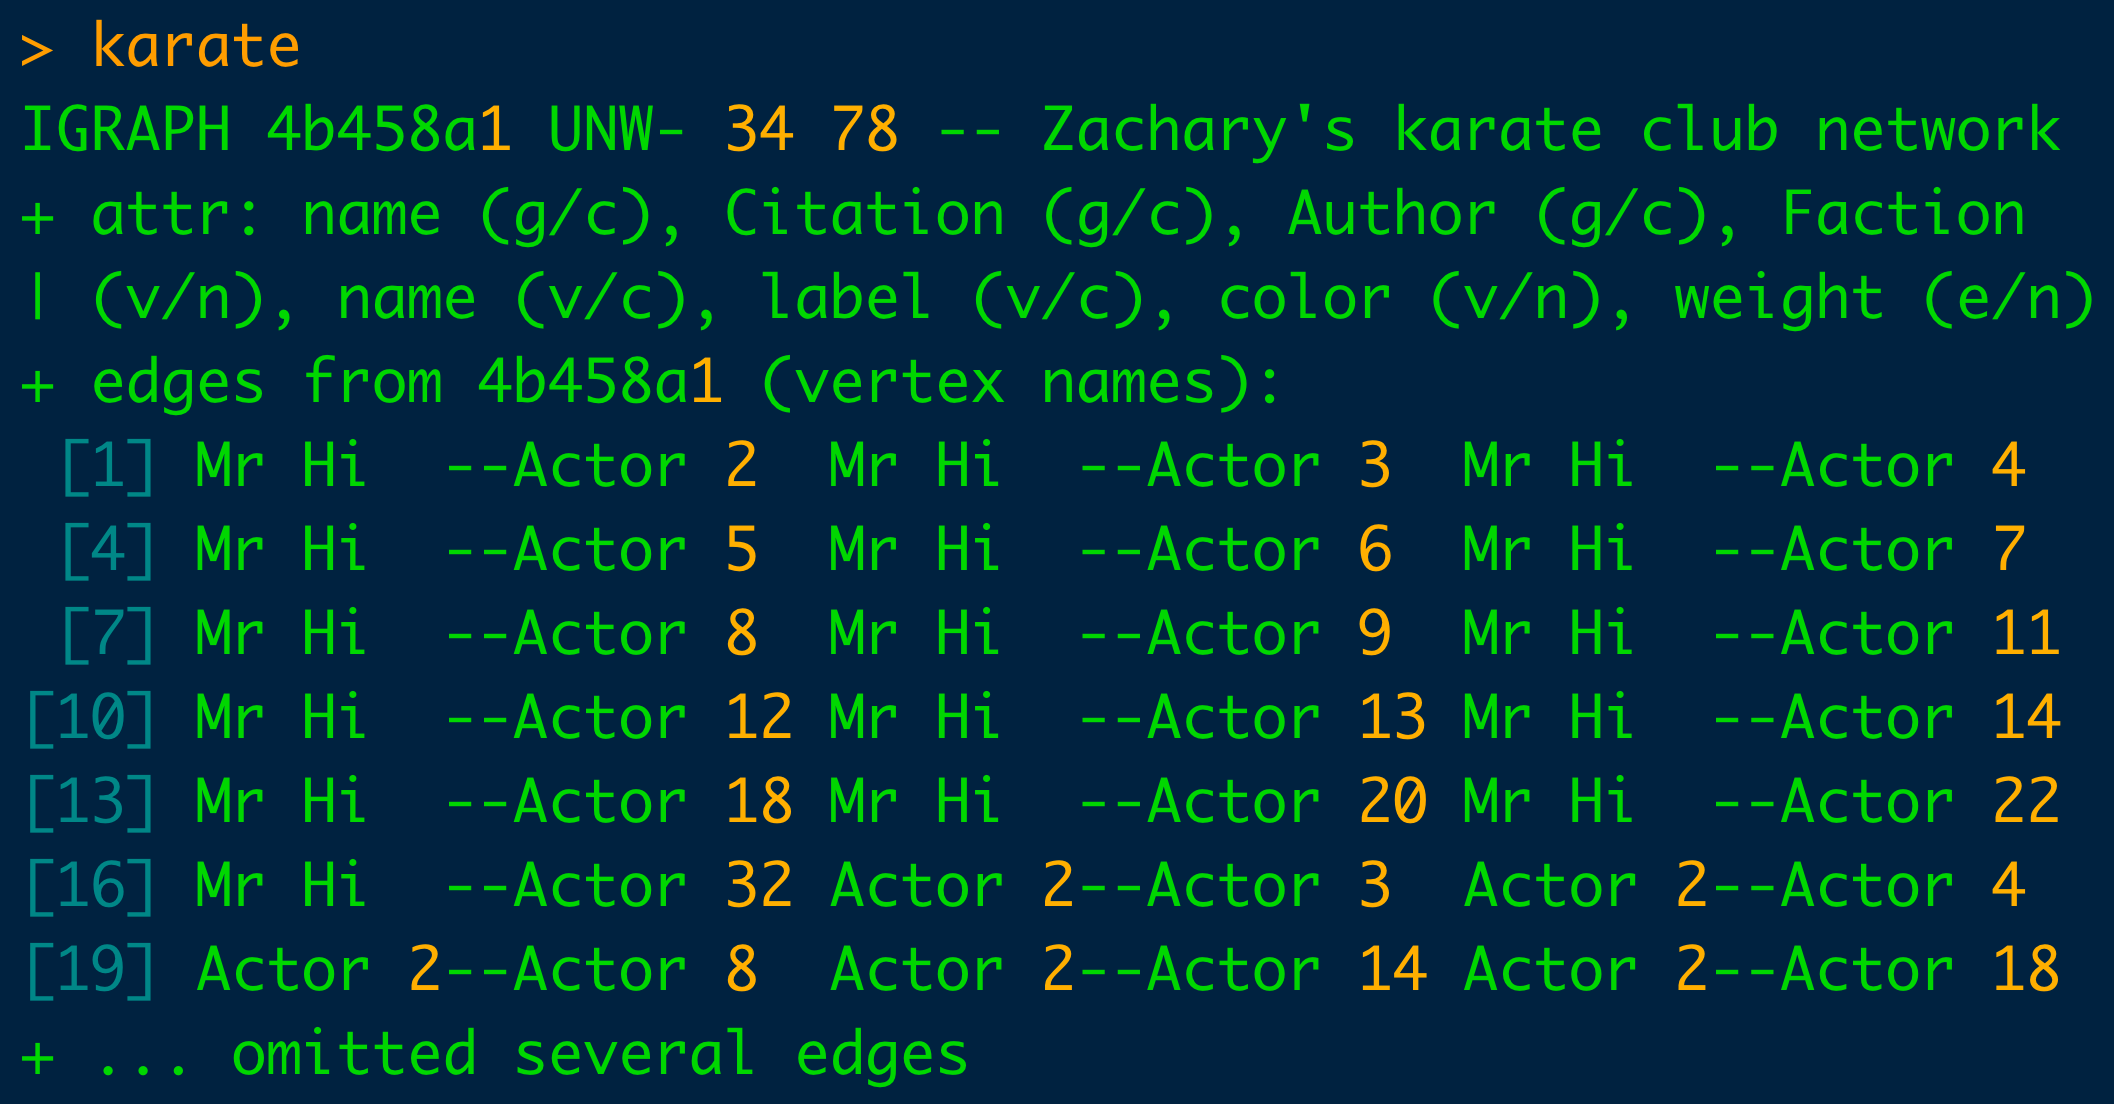 > karate
IGRAPH 4b458a1 UNW- 34 78 -- Zachary's karate club network
+ attr: name (g/c), Citation (g/c), Author (g/c), Faction
| (v/n), name (v/c), label (v/c), color (v/n), weight (e/n)
+ edges from 4b458a1 (vertex names):
 [1] Mr Hi  --Actor 2  Mr Hi  --Actor 3  Mr Hi  --Actor 4
 [4] Mr Hi  --Actor 5  Mr Hi  --Actor 6  Mr Hi  --Actor 7
 [7] Mr Hi  --Actor 8  Mr Hi  --Actor 9  Mr Hi  --Actor 11
[10] Mr Hi  --Actor 12 Mr Hi  --Actor 13 Mr Hi  --Actor 14
[13] Mr Hi  --Actor 18 Mr Hi  --Actor 20 Mr Hi  --Actor 22
[16] Mr Hi  --Actor 32 Actor 2--Actor 3  Actor 2--Actor 4
[19] Actor 2--Actor 8  Actor 2--Actor 14 Actor 2--Actor 18
+ ... omitted several edges